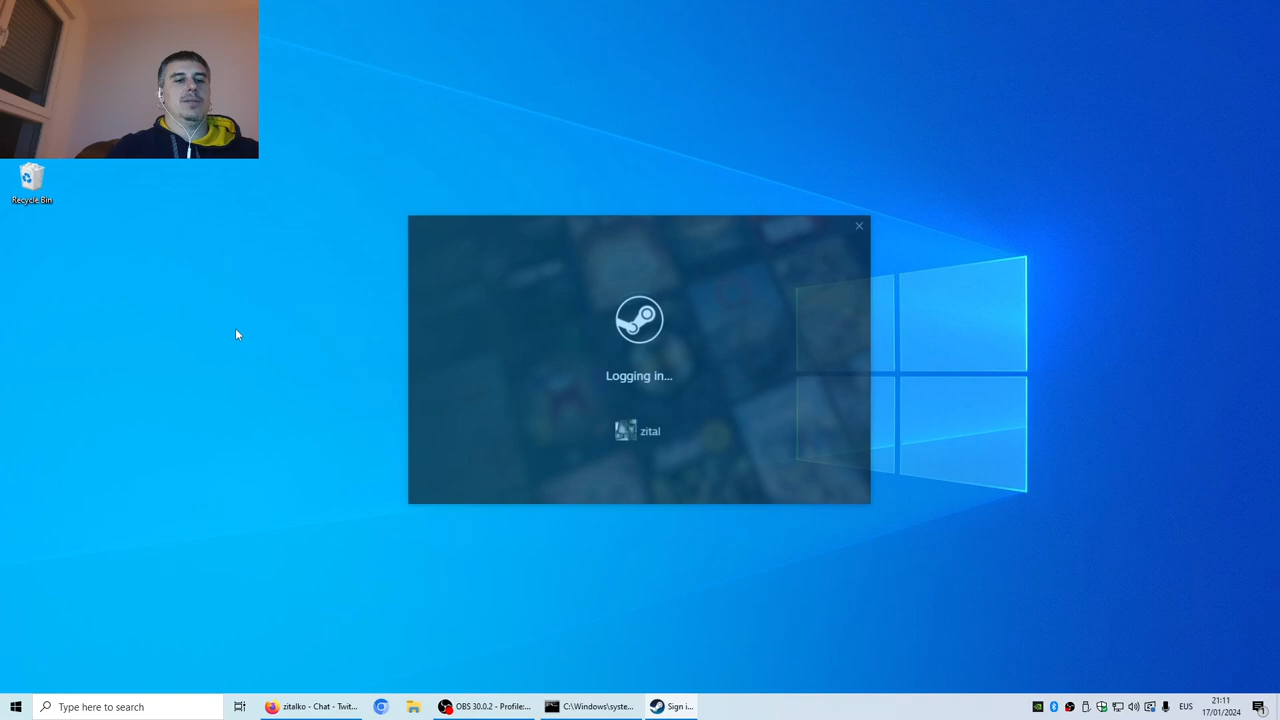 Recycle Bin
Logging in...
zital
Type here to search
zitalko - Chat - Twit...
OBS 30.0.2 - Profile:...
C:\Windows\syste...
Sign i...
EUS
21:11
17/01/2024
1